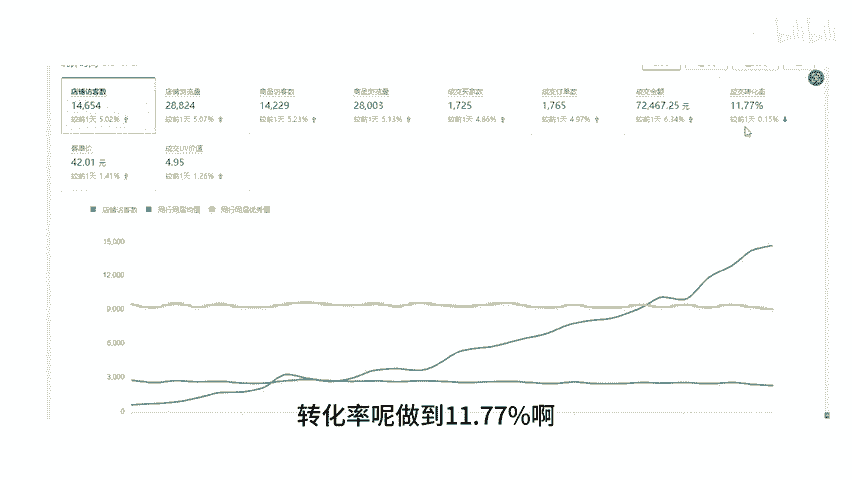 bilibili
店铺访客数 店铺浏览量 商品访客数 商品浏览量 成交买家数 成交订单数 成交金额 成交转化率
14,654 28,824 14,229 28,003 1,725 1,765 72,467.25 元 11.77%
较前1天 5.02% 较前1天 5.07% 较前1天 5.23% 较前1天 5.13% 较前1天 4.86% 较前1天 4.97% 较前1天 6.34% 较前1天 0.15%
客单价 成交UV价值
42.01 元 4.95
较前1天 1.41% 较前1天 1.26%
店铺访客数 同行同层均值 同行同层优秀值
15,000
12,000
9,000
6,000
3,000
0
转化率呢做到11.77%啊